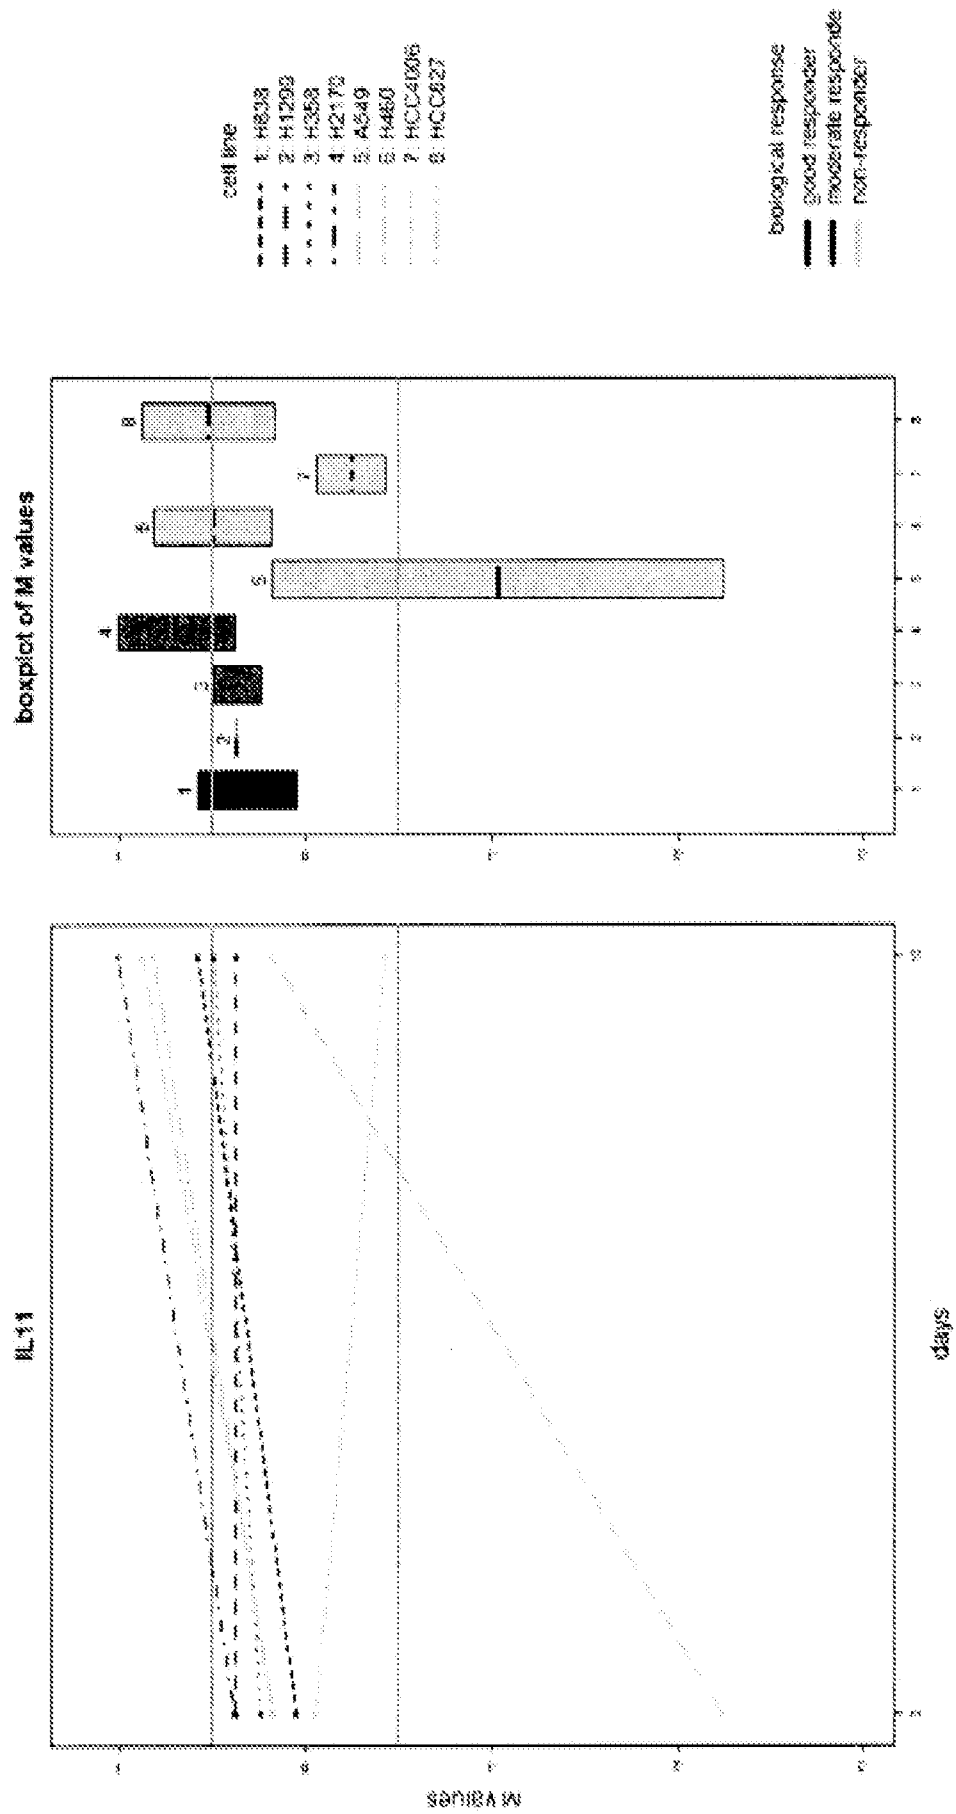 IL11
M values
days
boxplot of M values
1
2
3
4
5
6
7
8
cell line
1: H838
2: H1299
3: H358
4: H2170
5: A549
6: H460
7: HCC4006
8: HCC827
biological response
good responder
moderate responde
non-responder